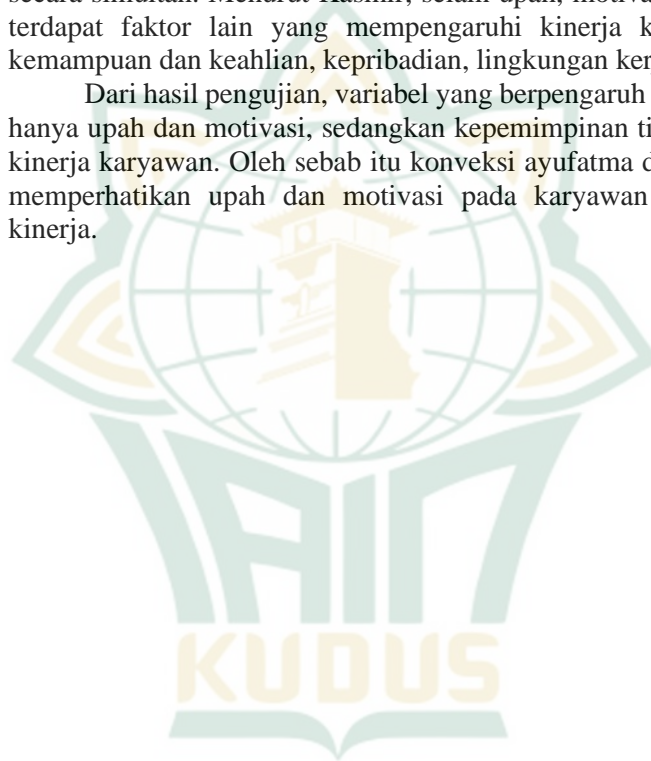 secara simultan. Menurut Kasmir, selain upah, motiva
terdapat faktor lain yang mempengaruhi kinerja k
kemampuan dan keahlian, kepribadian, lingkungan ker
Dari hasil pengujian, variabel yang berpengaruh
hanya upah dan motivasi, sedangkan kepemimpinan ti
kinerja karyawan. Oleh sebab itu konveksi ayufatma d
memperhatikan upah dan motivasi pada karyawan
kinerja.
IAIN
KUDUS